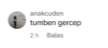 anakcuden
tumben gercep
2 h Balas